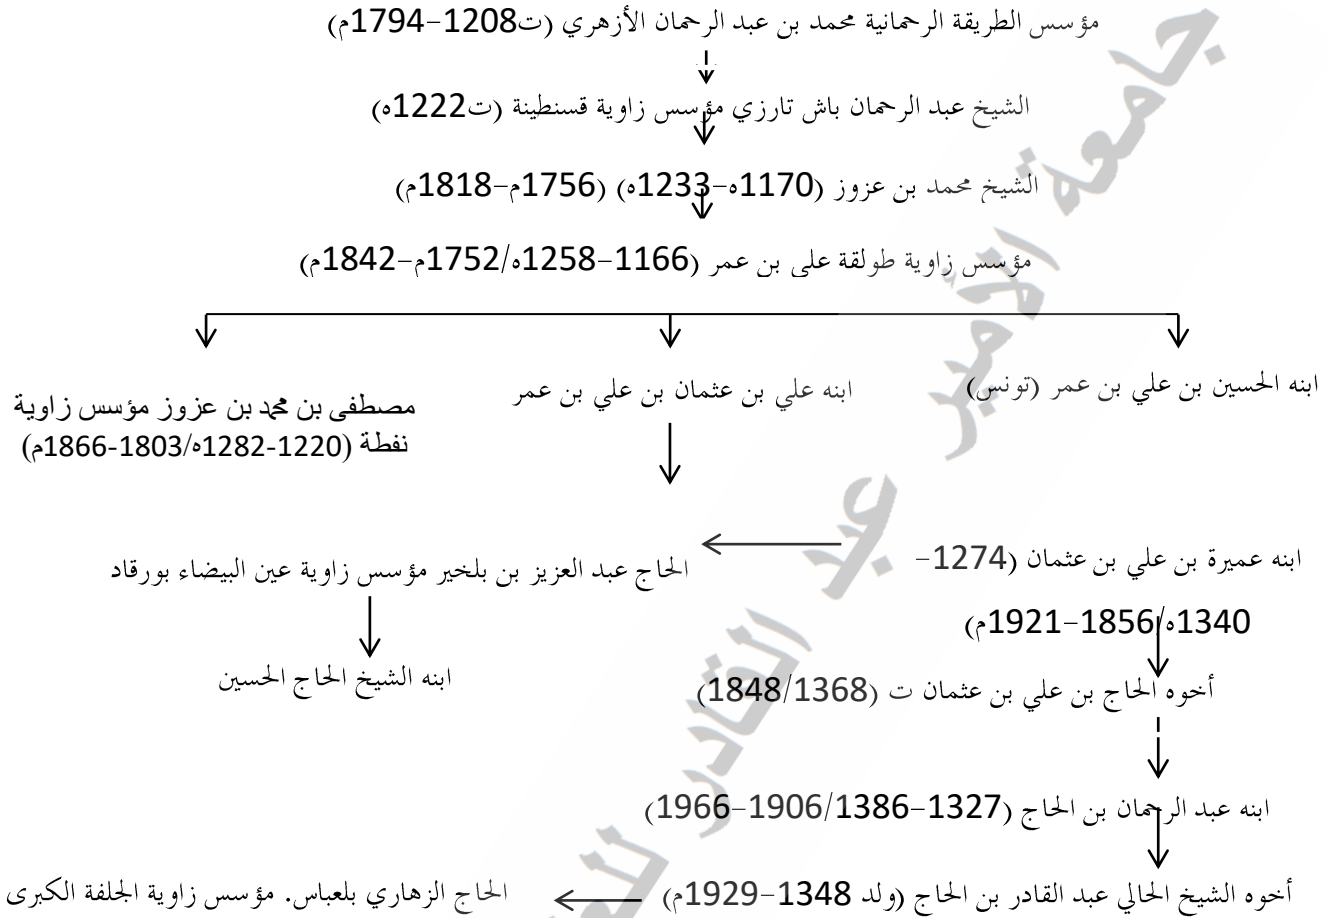 مؤسس الطريقة الرحمانية محمد بن عبد الرحمان الأزهري (ت1208-1794م)
الشيخ عبد الرحمان باش تارزي مؤسس زاوية قسنطينة (ت1222ه)
الشيخ محمد بن عزوز (1170ه-1233ه) (1756م-1818م)
مؤسس زاوية طولقة على بن عمر (1166-1258ه/1752م-1842م)
ابنه الحسين بن علي بن عمر (تونس)
ابنه علي بن عثمان بن علي بن عمر
مصطفى بن محمد بن عزوز مؤسس زاوية
نفطة (1220-1282ه/1803-1866م)
ابنه عميرة بن علي بن عثمان (1274-
1340ه/1856-1921م)
الحاج عبد العزيز بن بلخير مؤسس زاوية عين البيضاء بورقاد
ابنه الشيخ الحاج الحسين
أخوه الحاج بن علي بن عثمان ت (1848/1368)
ابنه عبد الرحمان بن الحاج (1327-1386/1906-1966)
أخوه الشيخ الحالي عبد القادر بن الحاج (ولد 1348-1929م)
الحاج الزهاري بلعباس. مؤسس زاوية الجلفة الكبرى
جامعة الأمير عبد القادر للع